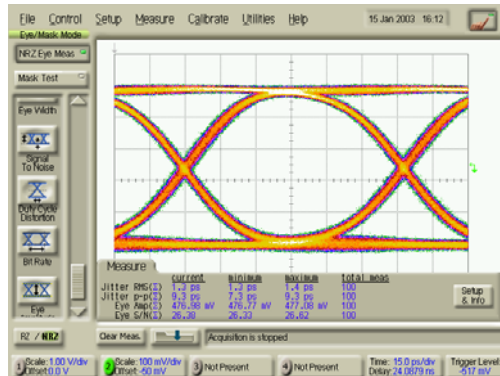 File Control Setup Measure Calibrate Utilities Help 15 Jan 2003 16:12
Eye/Mask Mode
NRZ Eye Meas
Mask Test
Eye Width
Signal
To Noise
Duty Cycle
Distortion
Bit Rate
Eye
Measure
current minimum maximum total meas
Jitter RMS(Σ) 1.3 ps 1.3 ps 1.4 ps 100
Jitter p-p(Σ) 9.3 ps 7.3 ps 9.3 ps 100
Eye Amp(Σ) 476.98 mV 476.77 mV 477.08 mV 100
Eye S/N(Σ) 26.38 26.33 26.62 100
Setup
& Info
RZ / NRZ
Clear Meas.
Acquisition is stopped
1 Scale: 1.00 V/div
Offset: 0.0 V
2 Scale: 100 mV/div
Offset: -50 mV
3 Not Present
4 Not Present
Time: 15.0 ps/div
Delay: 24.0879 ns
Trigger Level
-517 mV